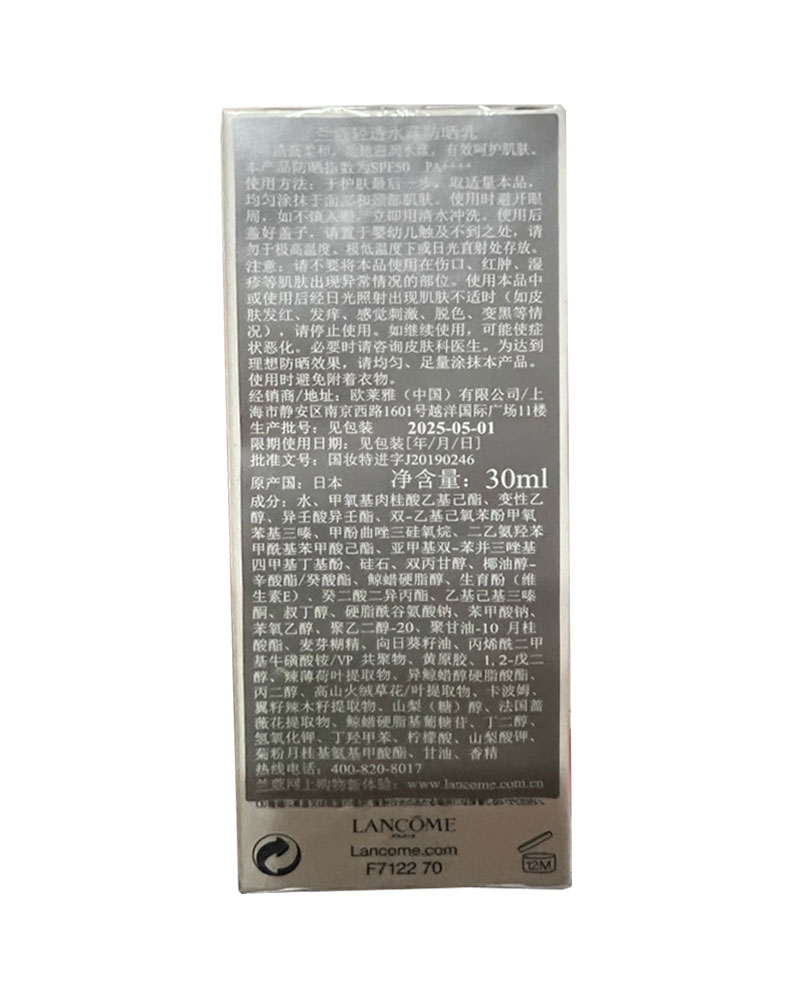 兰蔻轻透水漾防晒乳
柔和，
滋润水漾，有效呵护肌肤。
本产品防晒指数为SPF50 PA++++
使用方法：于护肤最后一步，取适量本品，
均匀涂抹于面部和颈部肌肤。使用时避开眼
周，如不慎入眼，立即用清水冲洗。使用后
盖好盖子，请置于婴幼儿触及不到之处，请
勿于极高温度、极低温度下或日光直射处存放。
注意：请不要将本品使用在伤口、红肿、湿
疹等肌肤出现异常情况的部位。使用本品中
或使用后经日光照射出现肌肤不适时（如皮
肤发红、发痒、感觉刺激、脱色、变黑等情
况），请停止使用。如继续使用，可能使症
状恶化。必要时请咨询皮肤科医生。为达到
理想防晒效果，请均匀、足量涂抹本产品。
使用时避免附着衣物。
经销商/地址：欧莱雅（中国）有限公司/上
海市静安区南京西路1601号越洋国际广场11楼
生产批号：见包装 2025-05-01
限期使用日期：见包装[年/月/日]
批准文号：国妆特进字J20190246
原产国：日本 净含量：30ml
成分：水、甲氧基肉桂酸乙基己酯、变性乙
醇、异壬酸异壬酯、双-乙基己氧苯酚甲氧
苯基三嗪、甲酚曲唑三硅氧烷、二乙氨羟苯
甲酰基苯甲酸己酯、亚甲基双-苯并三唑基
四甲基丁基酚、硅石、双丙甘醇、椰油醇-
辛酸酯/癸酸酯、鲸蜡硬脂醇、生育酚（维
生素E）、癸二酸二异丙酯、乙基己基三嗪
酮、叔丁醇、硬脂酰谷氨酸钠、苯甲酸钠、
苯氧乙醇、聚乙二醇-20、聚甘油-10 月桂
酸酯、麦芽糊精、向日葵籽油、丙烯酰二甲
基牛磺酸铵/VP 共聚物、黄原胶、1, 2-戊二
醇、辣薄荷叶提取物、异鲸蜡醇硬脂酸酯、
丙二醇、高山火绒草花/叶提取物、卡波姆、
翼籽辣木籽提取物、山梨（糖）醇、法国蔷
薇花提取物、鲸蜡硬脂基葡糖苷、丁二醇、
氢氧化钾、丁羟甲苯、柠檬酸、山梨酸钾、
菊粉月桂基氨基甲酸酯、甘油、香精
热线电话：400-820-8017
兰蔻网上购物新体验：www.lancome.com.cn
LANCÔME
Lancome.com
F7122 70
12M